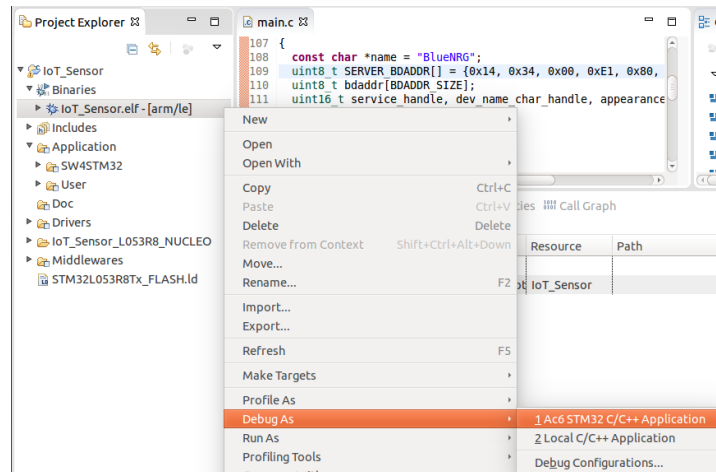 Project Explorer
IoT_Sensor
Binaries
IoT_Sensor.elf - [arm/le]
Includes
Application
SW4STM32
User
Doc
Drivers
IoT_Sensor_L053R8_NUCLEO
Middlewares
STM32L053R8Tx_FLASH.ld
main.c
107 {
108 const char *name = "BlueNRG";
109 uint8_t SERVER_BDADDR[] = {0x14, 0x34, 0x00, 0xE1, 0x80,
110 uint8_t bdaddr[BDADDR_SIZE];
111 uint16_t service_handle, dev_name_char_handle, appearance
New
Open
Open With
Copy Ctrl+C
Paste Ctrl+V
Delete Delete
Remove from Context Shift+Ctrl+Alt+Down
Move...
Rename... F2
Import...
Export...
Refresh F5
Make Targets
Profile As
Debug As
Run As
Profiling Tools
1 Ac6 STM32 C/C++ Application
2 Local C/C++ Application
Debug Configurations...
Call Graph
Resource Path
IoT_Sensor